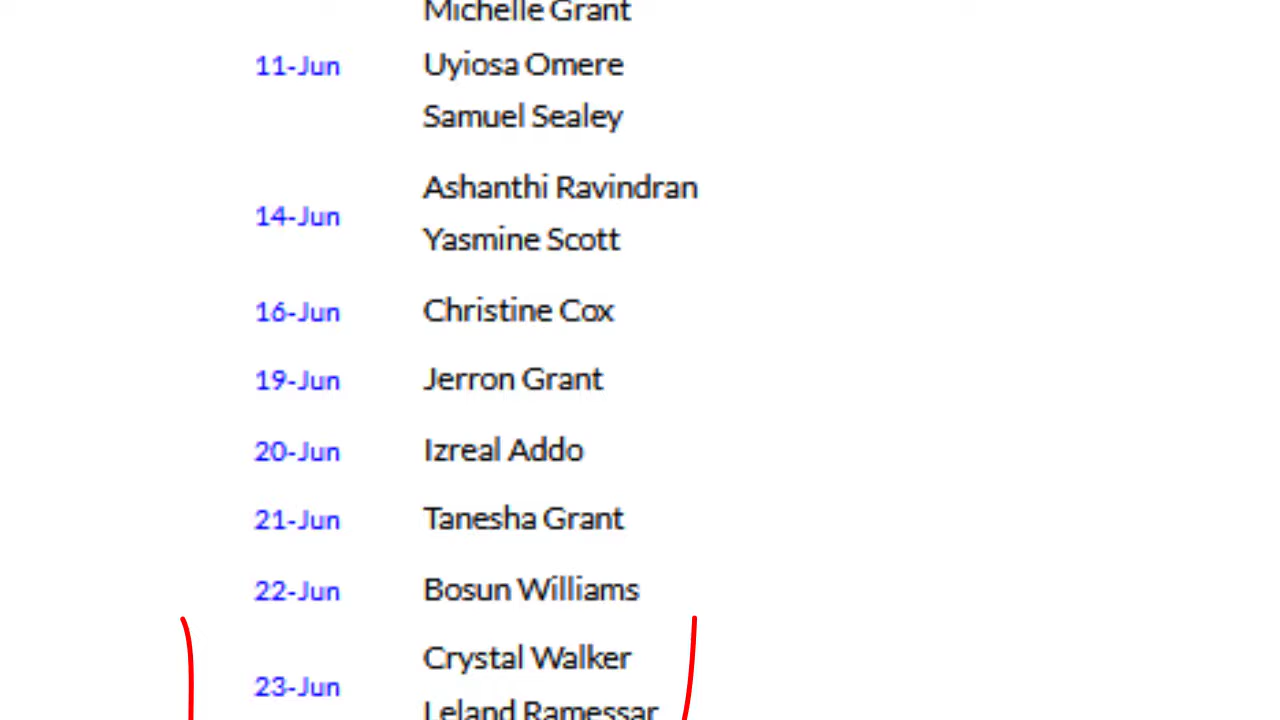 Michelle Grant
11-Jun Uyiosa Omere
Samuel Sealey
Ashanthi Ravindran
14-Jun
Yasmine Scott
16-Jun Christine Cox
19-Jun Jerron Grant
20-Jun Izreal Addo
21-Jun Tanesha Grant
22-Jun Bosun Williams
Crystal Walker
23-Jun
Leland Ramessar